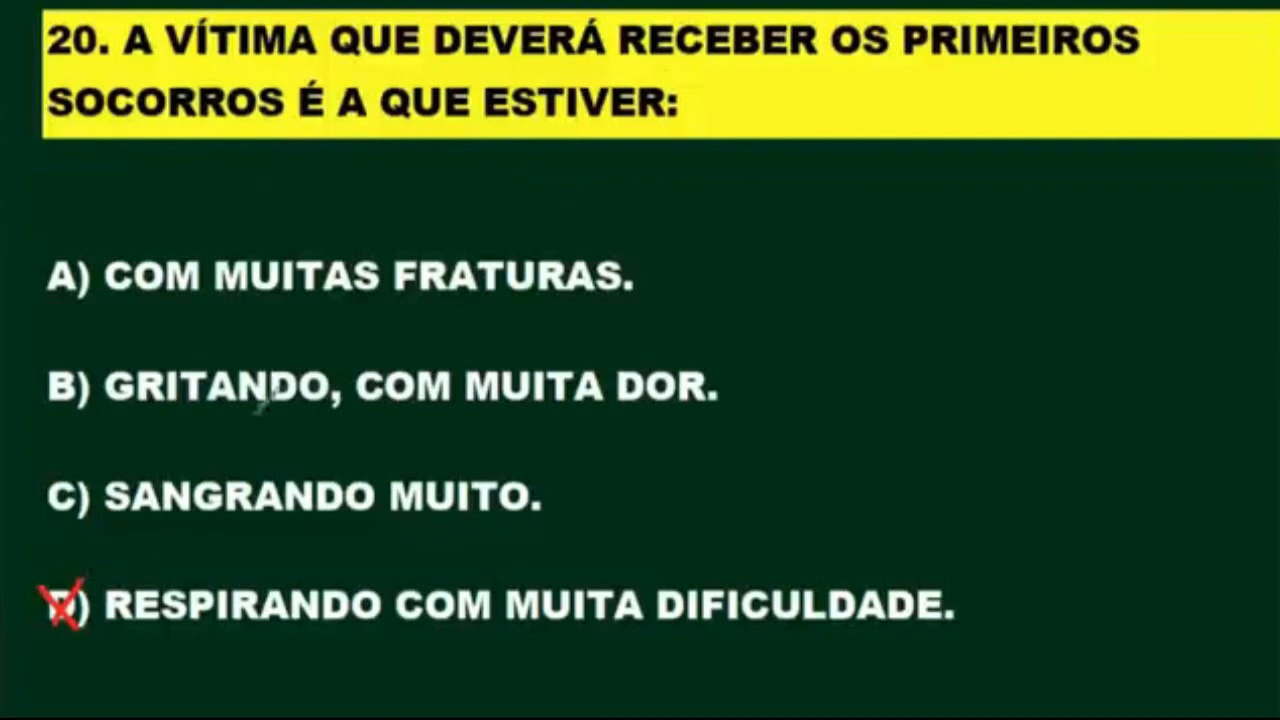 20. A VÍTIMA QUE DEVERÁ RECEBER OS PRIMEIROS
SOCORROS É A QUE ESTIVER:
A) COM MUITAS FRATURAS.
B) GRITANDO, COM MUITA DOR.
C) SANGRANDO MUITO.
D) RESPIRANDO COM MUITA DIFICULDADE.